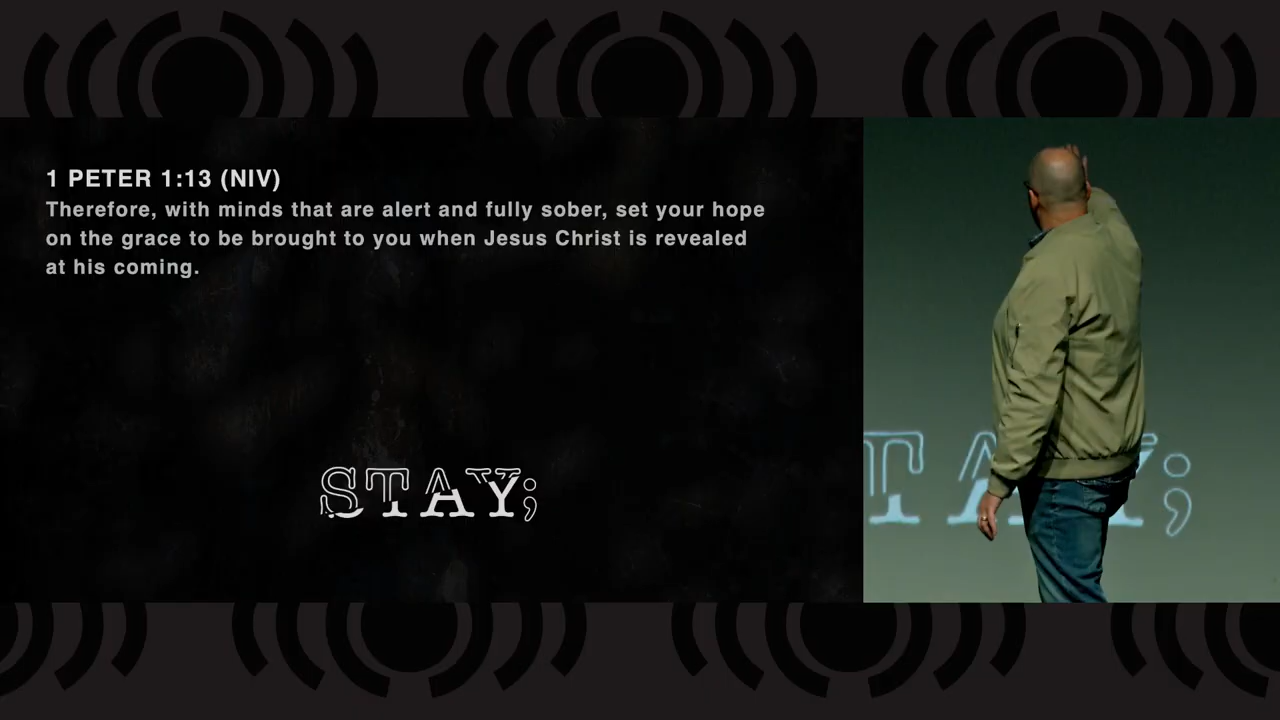 1 PETER 1:13 (NIV)
Therefore, with minds that are alert and fully sober, set your hope
on the grace to be brought to you when Jesus Christ is revealed
at his coming.
STAY;
TAY;